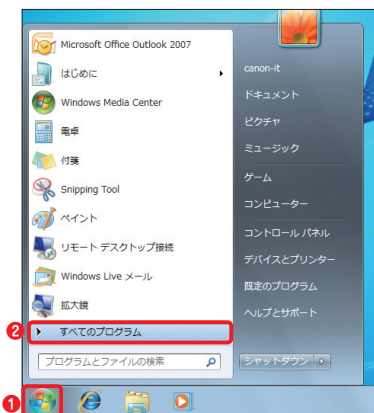 Microsoft Office Outlook 2007
はじめに
Windows Media Center
電卓
付箋
Snipping Tool
ペイント
リモート デスクトップ接続
Windows Live メール
拡大鏡
❷ すべてのプログラム
プログラムとファイルの検索
canon-it
ドキュメント
ピクチャ
ミュージック
ゲーム
コンピューター
コントロール パネル
デバイスとプリンター
既定のプログラム
ヘルプとサポート
シャットダウン
❶